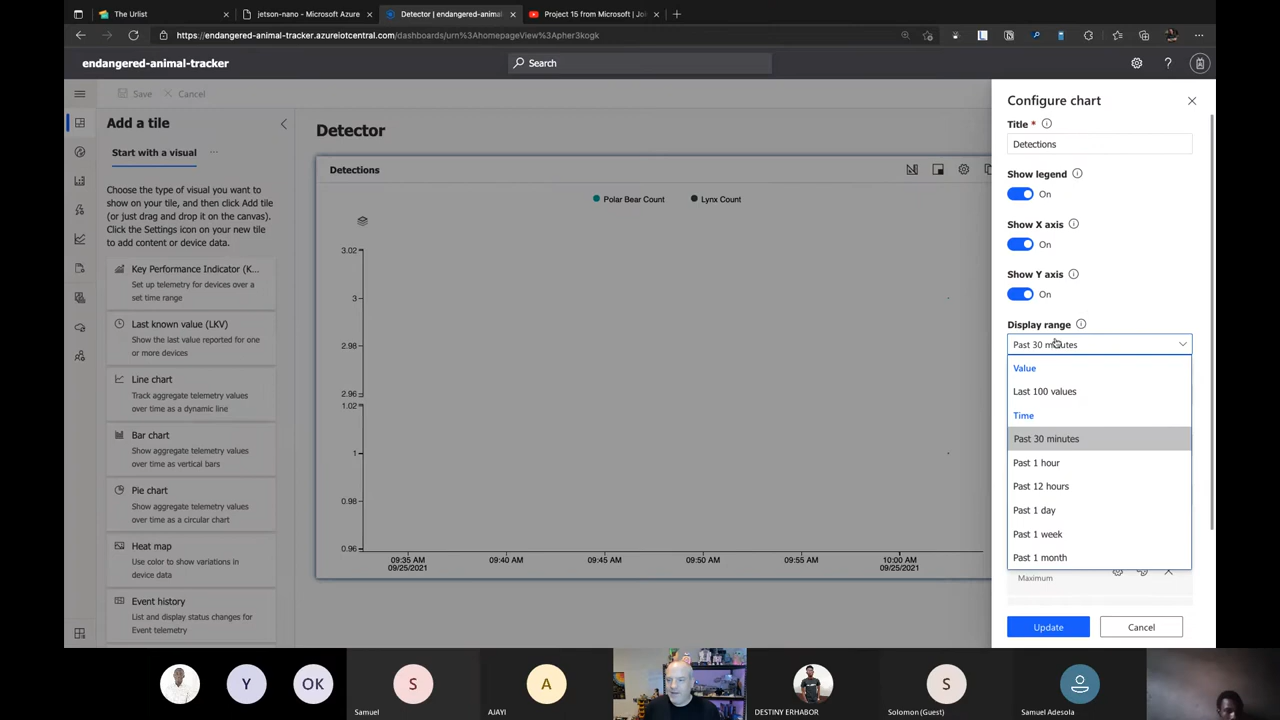 The Urlist
jetson-nano - Microsoft Azure
Detector | endangered-animal-
Project 15 from Microsoft | Joi
https://endangered-animal-tracker.azureiotcentral.com/dashboards/urn%3AhomepageView%3Apher3kogk
endangered-animal-tracker
Search
Save
Cancel
Add a tile
Start with a visual
Choose the type of visual you want to
show on your tile, and then click Add tile
(or just drag and drop it on the canvas).
Click the Settings icon on your new tile
to add content or device data.
Key Performance Indicator (K...
Set up telemetry for devices over a
set time range
Last known value (LKV)
Show the last value reported for one
or more devices
Line chart
Track aggregate telemetry values
over time as a dynamic line
Bar chart
Show aggregate telemetry values
over time as vertical bars
Pie chart
Show aggregate telemetry values
over time as a circular chart
Heat map
Use color to show variations in
device data
Event history
List and display status changes for
Event telemetry
Detector
Detections
Polar Bear Count
Lynx Count
3.02
3
2.98
2.96
1.02
1
0.98
0.96
09:35 AM
09/25/2021
09:40 AM
09:45 AM
09:50 AM
09:55 AM
10:00 AM
09/25/2021
Configure chart
Title *
Detections
Show legend
On
Show X axis
On
Show Y axis
On
Display range
Past 30 minutes
Value
Last 100 values
Time
Past 30 minutes
Past 1 hour
Past 12 hours
Past 1 day
Past 1 week
Past 1 month
Maximum
Update
Cancel
Y
OK
S
Samuel
A
AJAYI
DESTINY ERHABOR
S
Solomon (Guest)
Samuel Adesola